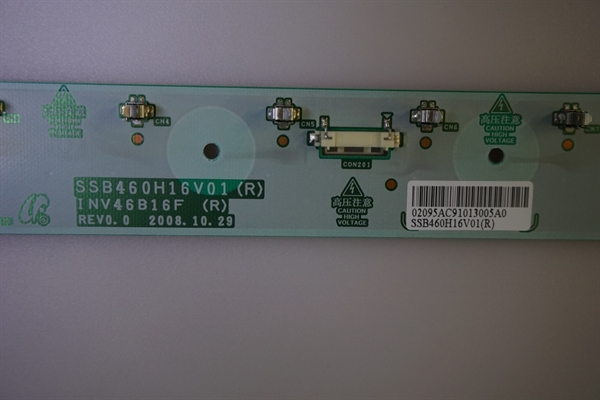 CN4
CN5
CN6
CON201
高压注意
CAUTION
HIGH
VOLTAGE
高压注意
CAUTION
HIGH
VOLTAGE
SSB460H16V01 (R)
INV46B16F (R)
REV0.0 2008.10.29
02095AC91013005A0
SSB460H16V01(R)